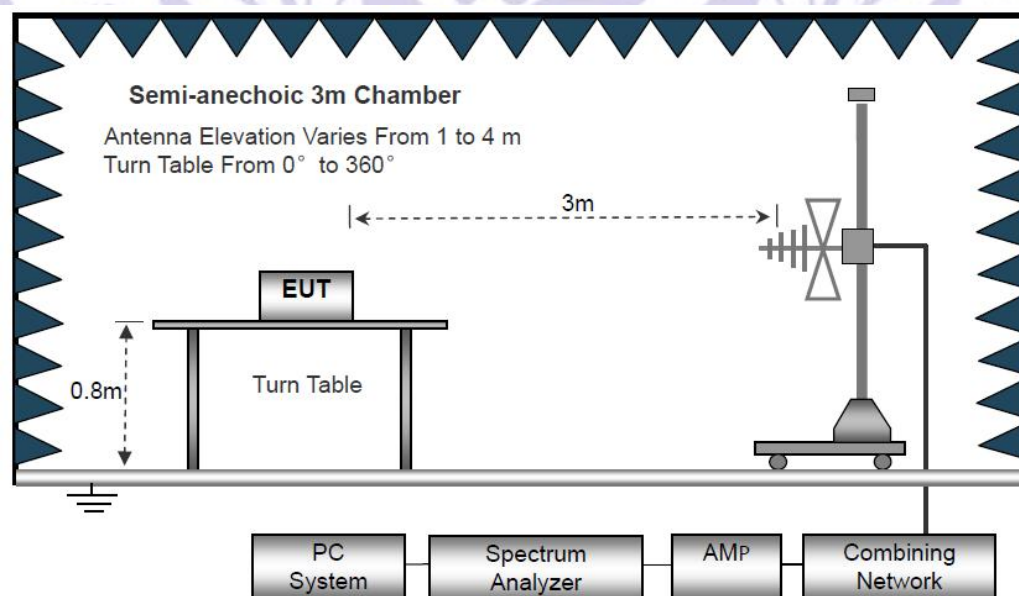 Semi-anechoic 3m Chamber
Antenna Elevation Varies From 1 to 4 m
Turn Table From 0° to 360°
3m
EUT
0.8m
Turn Table
PC
System
Spectrum
Analyzer
AMP
Combining
Network